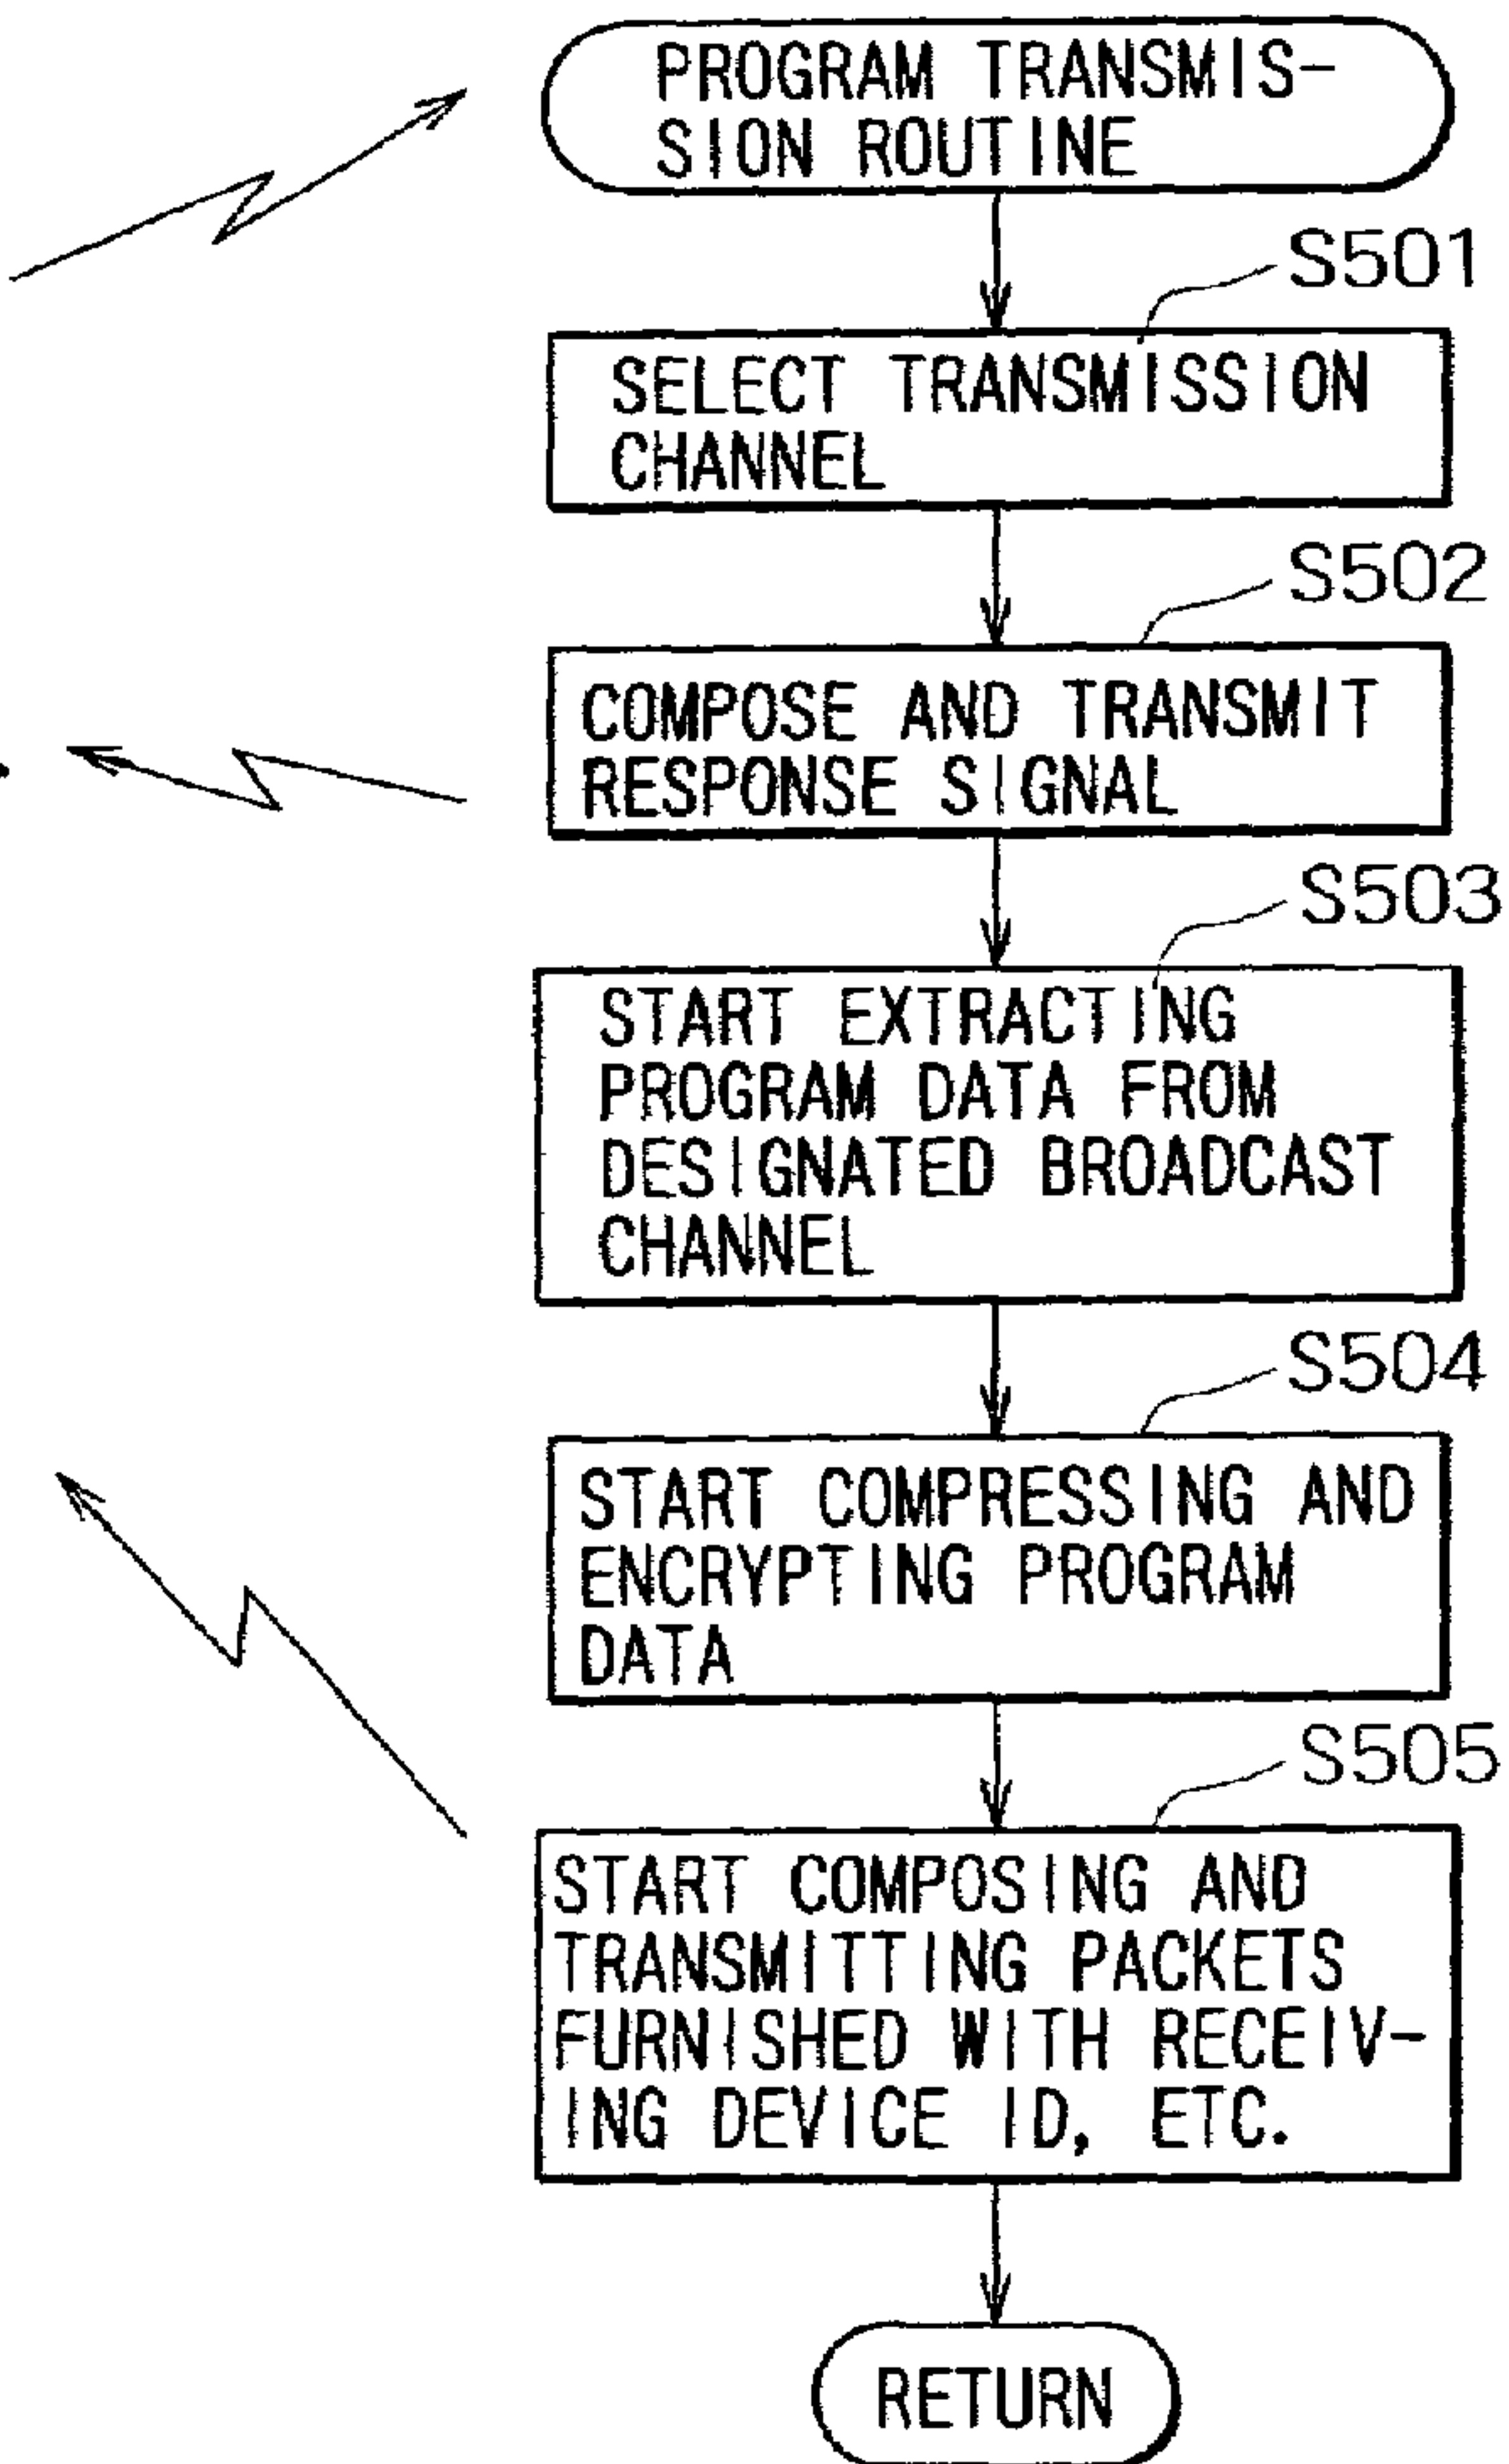 PROGRAM TRANSMIS-
SION ROUTINE
S501
SELECT TRANSMISSION
CHANNEL
S502
COMPOSE AND TRANSMIT
RESPONSE SIGNAL
S503
START EXTRACTING
PROGRAM DATA FROM
DESIGNATED BROADCAST
CHANNEL
S504
START COMPRESSING AND
ENCRYPTING PROGRAM
DATA
S505
START COMPOSING AND
TRANSMITTING PACKETS
FURNISHED WITH RECEIV-
ING DEVICE ID, ETC.
RETURN